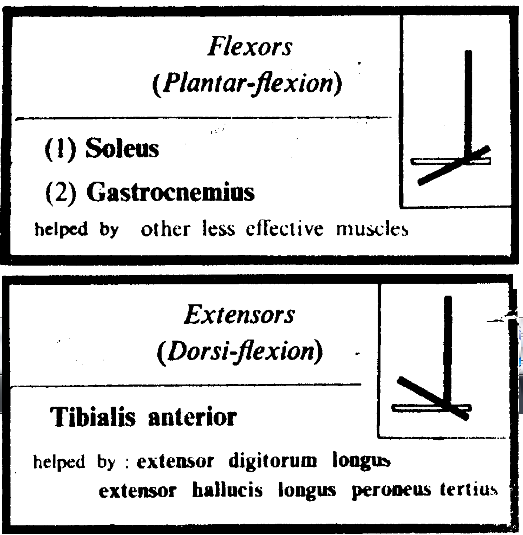 Flexors
(Plantar-flexion)
(1) Soleus
(2) Gastrocnemius
helped by other less effective muscles
Extensors
(Dorsi-flexion)
Tibialis anterior
helped by : extensor digitorum longus
extensor hallucis longus peroneus tertius